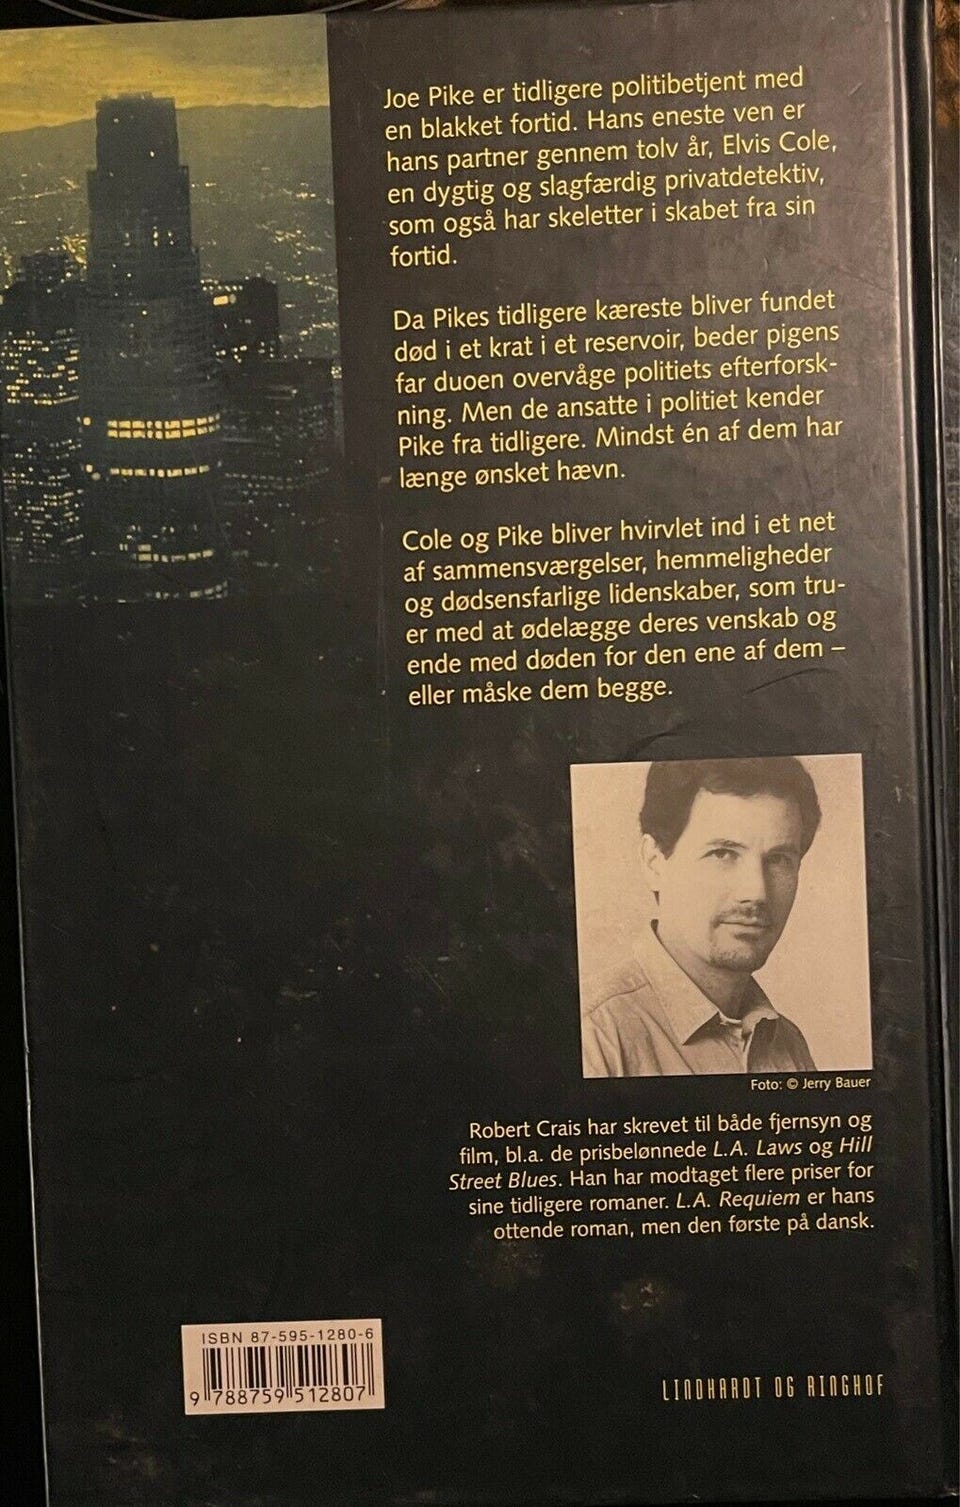 Joe Pike er tidligere politibetjent med
en blakket fortid. Hans eneste ven er
hans partner gennem tolv år, Elvis Cole,
en dygtig og slagfærdig privatdetektiv,
som også har skeletter i skabet fra sin
fortid.
Da Pikes tidligere kæreste bliver fundet
død i et krat i et reservoir, beder pigens
far duoen overvåge politiets efterforsk-
ning. Men de ansatte i politiet kender
Pike fra tidligere. Mindst én af dem har
længe ønsket hævn.
Cole og Pike bliver hvirvlet ind i et net
af sammensværgelser, hemmeligheder
og dødsensfarlige lidenskaber, som tru-
er med at ødelægge deres venskab og
ende med døden for den ene af dem –
eller måske dem begge.
Foto: © Jerry Bauer
Robert Crais har skrevet til både fjernsyn og
film, bl.a. de prisbelønnede L.A. Laws og Hill
Street Blues. Han har modtaget flere priser for
sine tidligere romaner. L.A. Requiem er hans
ottende roman, men den første på dansk.
ISBN 87-595-1280-6
9 788759 512807
LINDHARDT OG RINGHOF